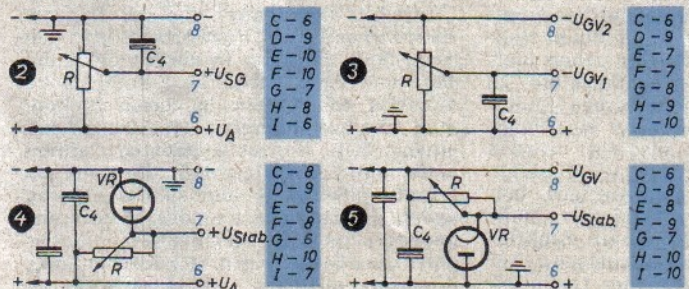 -
8
C4
2
R
+USG
7
6
+
+UA
C - 6
D - 9
E - 10
F - 10
G - 7
H - 8
I - 6
-
-UGV2
8
3
R
-UGV1
7
C4
6
+
+
C - 6
D - 9
E - 7
F - 7
G - 8
H - 9
I - 10
-
-
8
VR
C4
4
7
+UStab.
R
6
+
+UA
C - 8
D - 9
E - 6
F - 8
G - 6
H - 10
I - 7
-
-UGV
8
R
5
-UStab.
7
C4
VR
6
+
+
C - 6
D - 8
E - 8
F - 9
G - 7
H - 10
I - 10